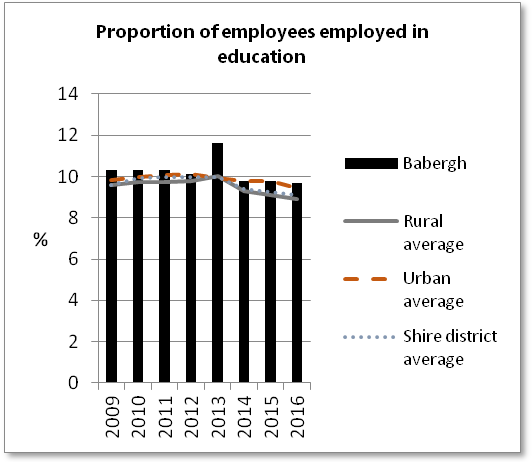 Proportion of employees employed in
education
14
12
10
8
6
4
2
0
%
2009
2010
2011
2012
2013
2014
2015
2016
Babergh
Rural
average
Urban
average
Shire district
average